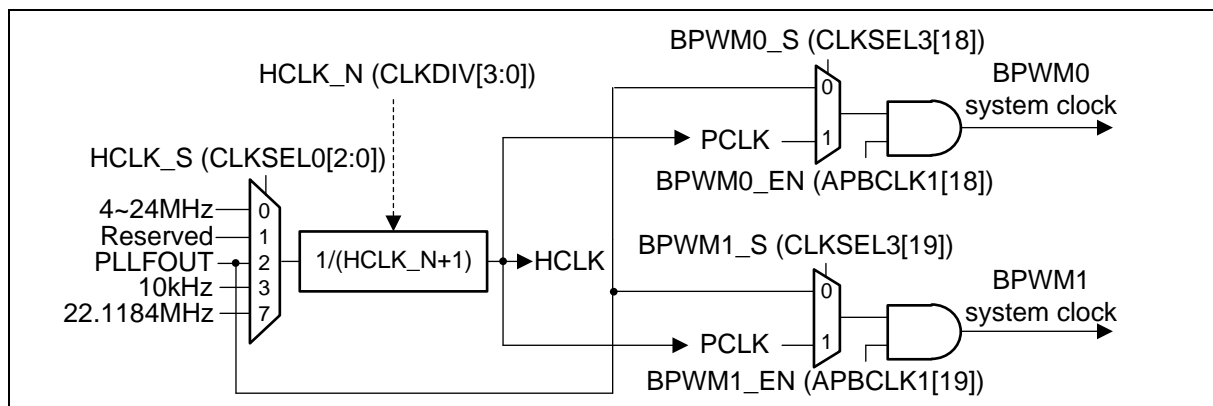 BPWM0_S (CLKSEL3[18])
HCLK_N (CLKDIV[3:0])
BPWM0
system clock
0
1
PCLK
HCLK_S (CLKSEL0[2:0])
BPWM0_EN (APBCLK1[18])
4~24MHz
0
Reserved
1
PLLFOUT
2
10kHz
3
22.1184MHz
7
1/(HCLK_N+1)
HCLK
BPWM1_S (CLKSEL3[19])
BPWM1
system clock
0
1
PCLK
BPWM1_EN (APBCLK1[19])